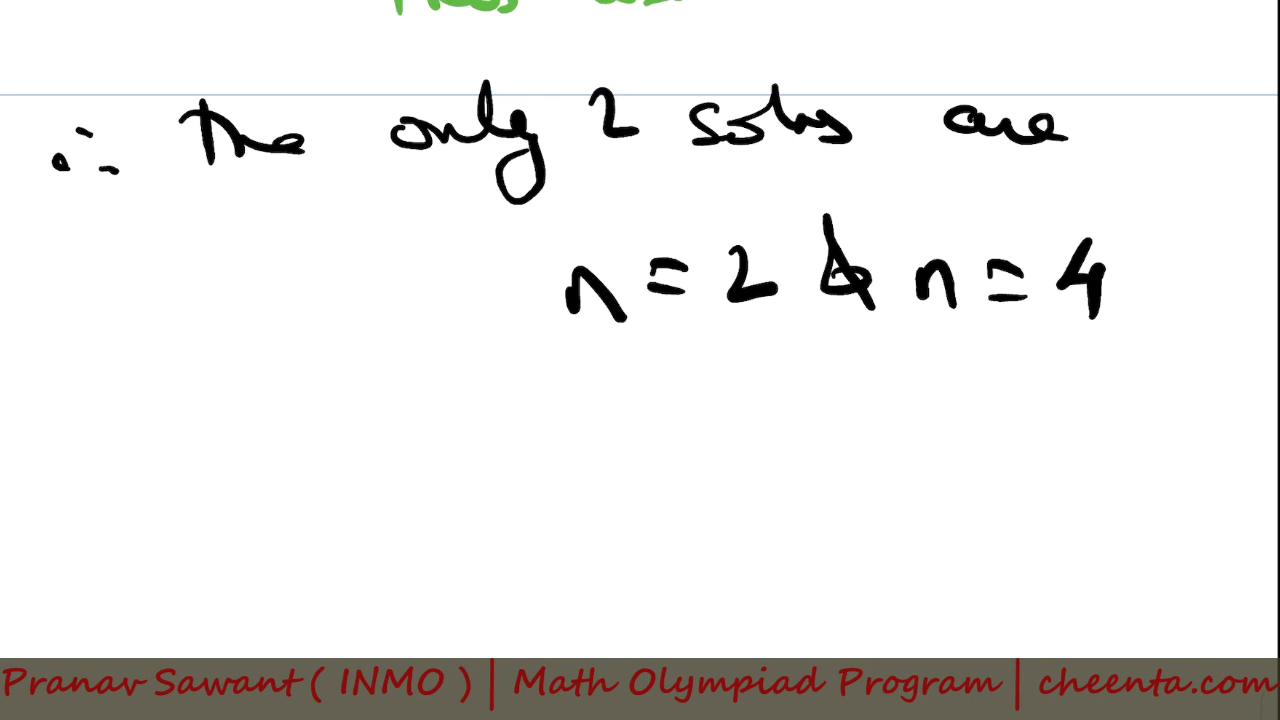 ∴ The only 2 solns are
n = 2 & n = 4
Pranav Sawant ( INMO ) | Math Olympiad Program | cheenta.com